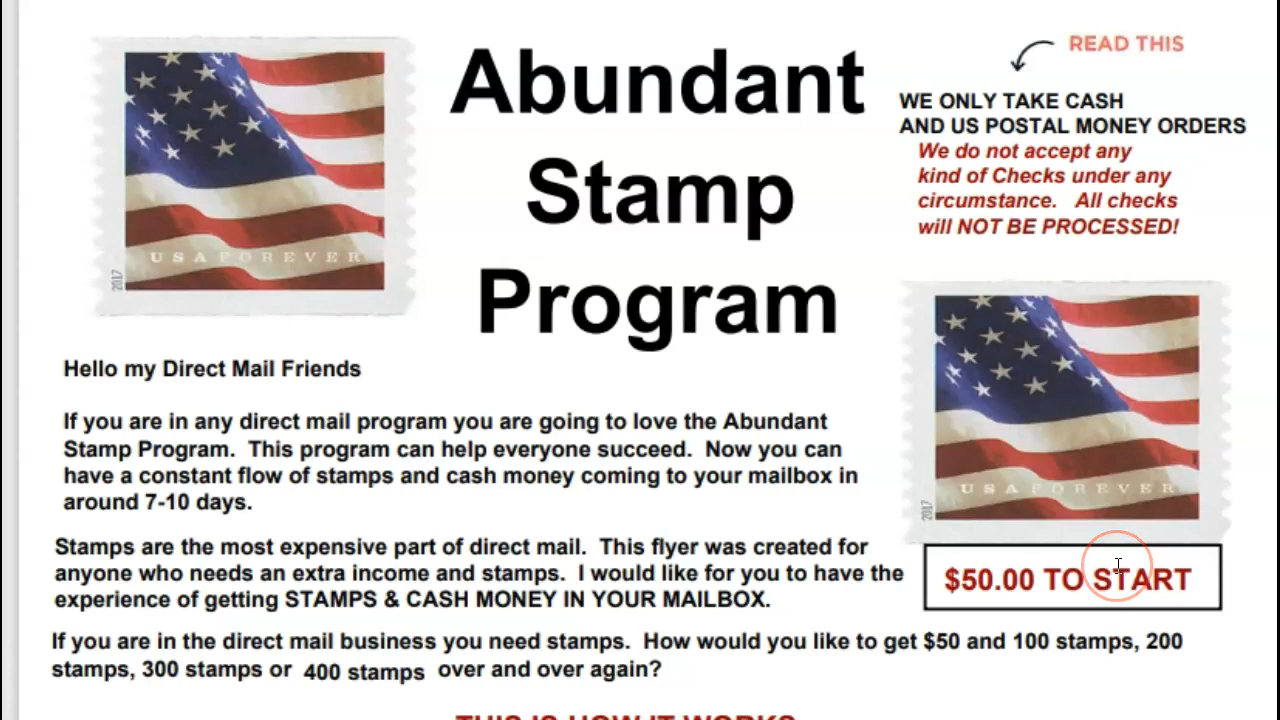 Abundant
Stamp
Program
READ THIS
WE ONLY TAKE CASH
AND US POSTAL MONEY ORDERS
We do not accept any
kind of Checks under any
circumstance. All checks
will NOT BE PROCESSED!
USA FOREVER
2017
Hello my Direct Mail Friends
If you are in any direct mail program you are going to love the Abundant
Stamp Program. This program can help everyone succeed. Now you can
have a constant flow of stamps and cash money coming to your mailbox in
around 7-10 days.
USA FOREVER
2017
Stamps are the most expensive part of direct mail. This flyer was created for
anyone who needs an extra income and stamps. I would like for you to have the
experience of getting STAMPS & CASH MONEY IN YOUR MAILBOX.
$50.00 TO START
If you are in the direct mail business you need stamps. How would you like to get $50 and 100 stamps, 200
stamps, 300 stamps or 400 stamps over and over again?
THIS IS HOW IT WORKS